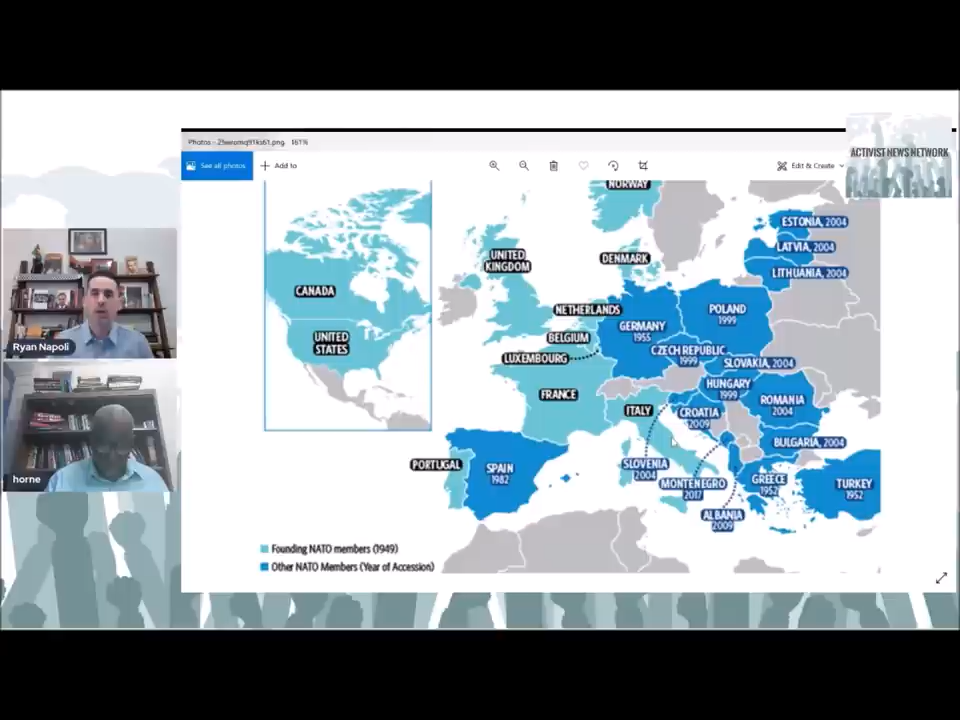 Photos - 25wromq91ks61.png 161%
See all photos
Add to
Edit & Create
ACTIVIST NEWS NETWORK
NORWAY
ESTONIA, 2004
LATVIA, 2004
LITHUANIA, 2004
UNITED
KINGDOM
DENMARK
CANADA
UNITED
STATES
NETHERLANDS
BELGIUM
LUXEMBOURG
GERMANY
1955
POLAND
1999
CZECH REPUBLIC
1999
SLOVAKIA, 2004
HUNGARY
1999
ROMANIA
2004
FRANCE
ITALY
CROATIA
2009
BULGARIA, 2004
PORTUGAL
SPAIN
1982
SLOVENIA
2004
MONTENEGRO
2017
ALBANIA
2009
GREECE
1952
TURKEY
1952
Founding NATO members (1949)
Other NATO Members (Year of Accession)
Ryan Napoli
horne